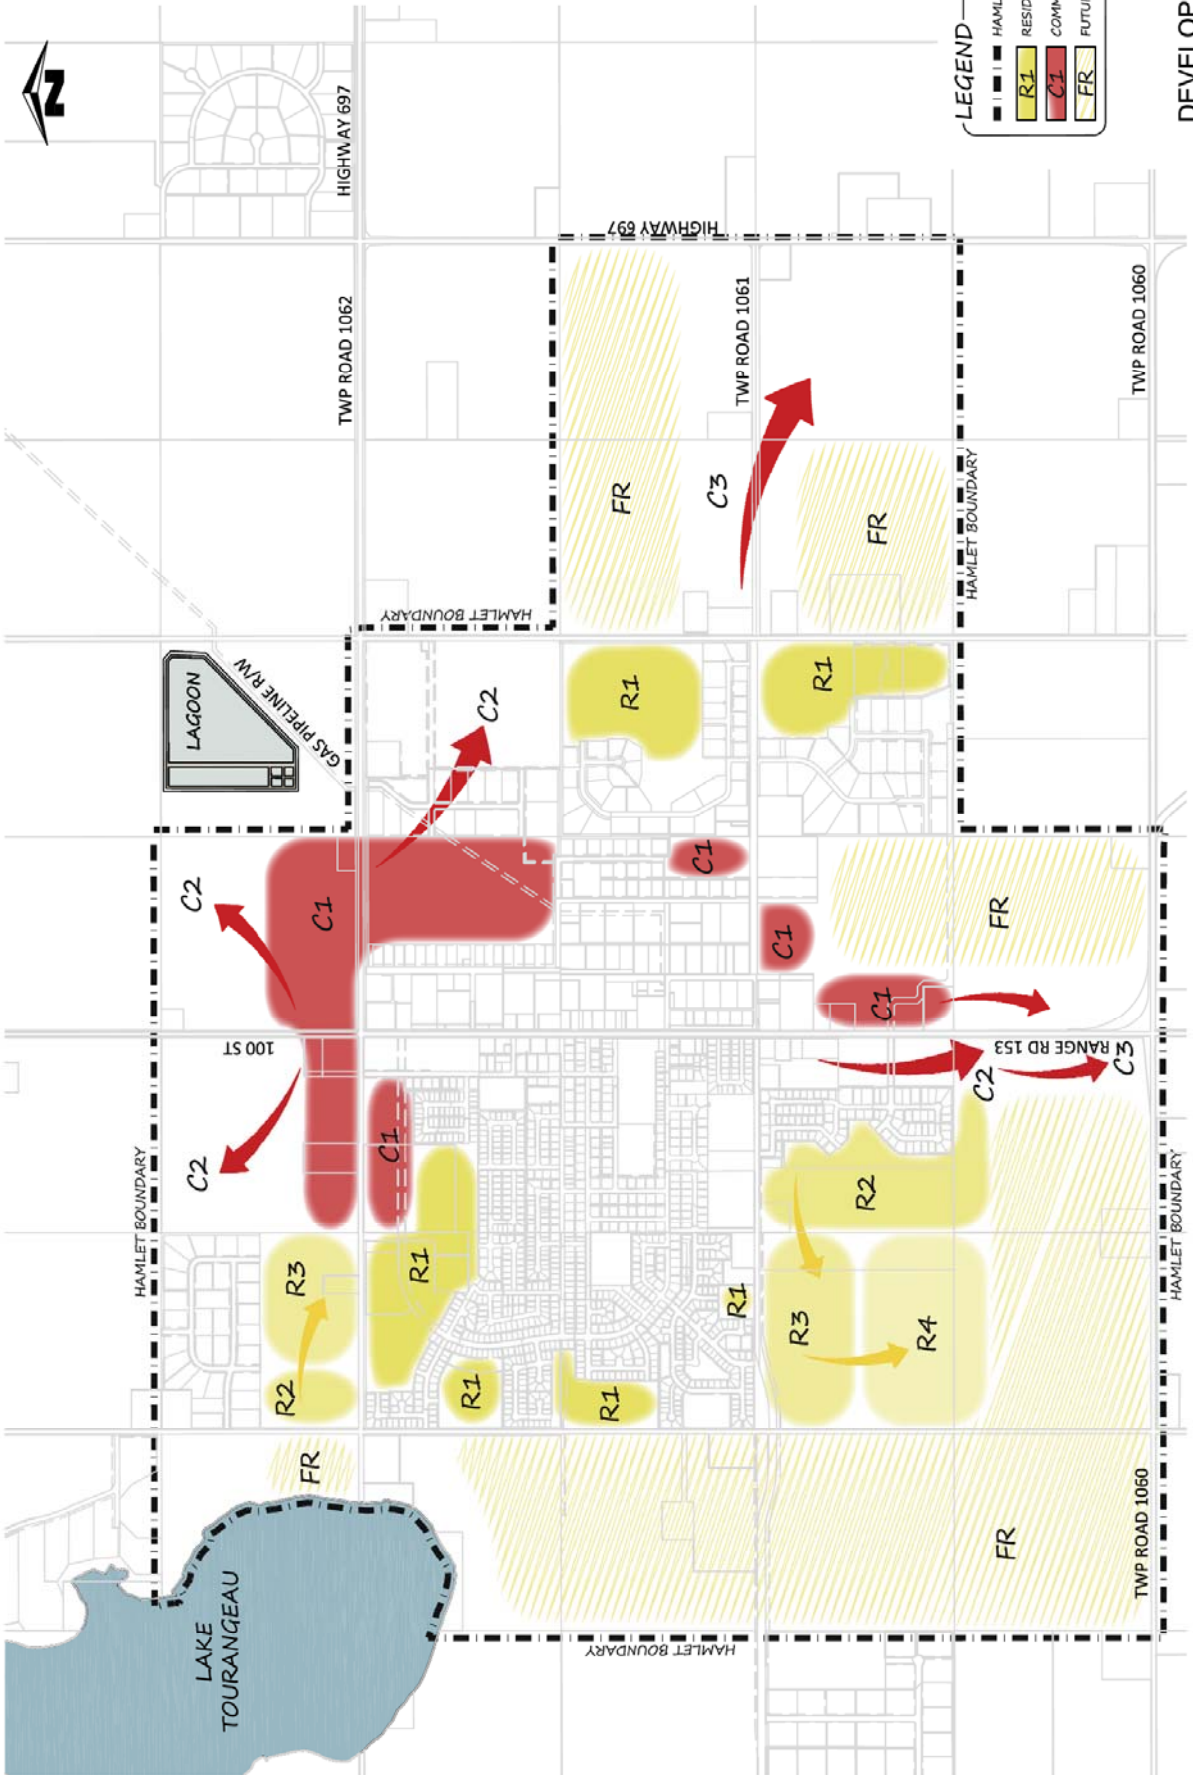 N
HAMLET BOUNDARY
LAKE
TOURANGEAU
C2
C2
LAGOON
100 ST
GAS PIPELINE R/W
FR
R2
R3
C1
TWP ROAD 1062
HIGHWAY 697
C1
R1
HAMLET BOUNDARY
R1
C2
R1
R1
FR
HIGHWAY 697
HAMLET BOUNDARY
C1
C3
R1
TWP ROAD 1061
C1
R3
R1
R2
C1
FR
R4
HAMLET BOUNDARY
C2
FR
FR
RANGE RD 153
C3
TWP ROAD 1060
TWP ROAD 1060
HAMLET BOUNDARY
LEGEND
HAML
R1 RESID
C1 COMM
FR FUTU
DEVELOP